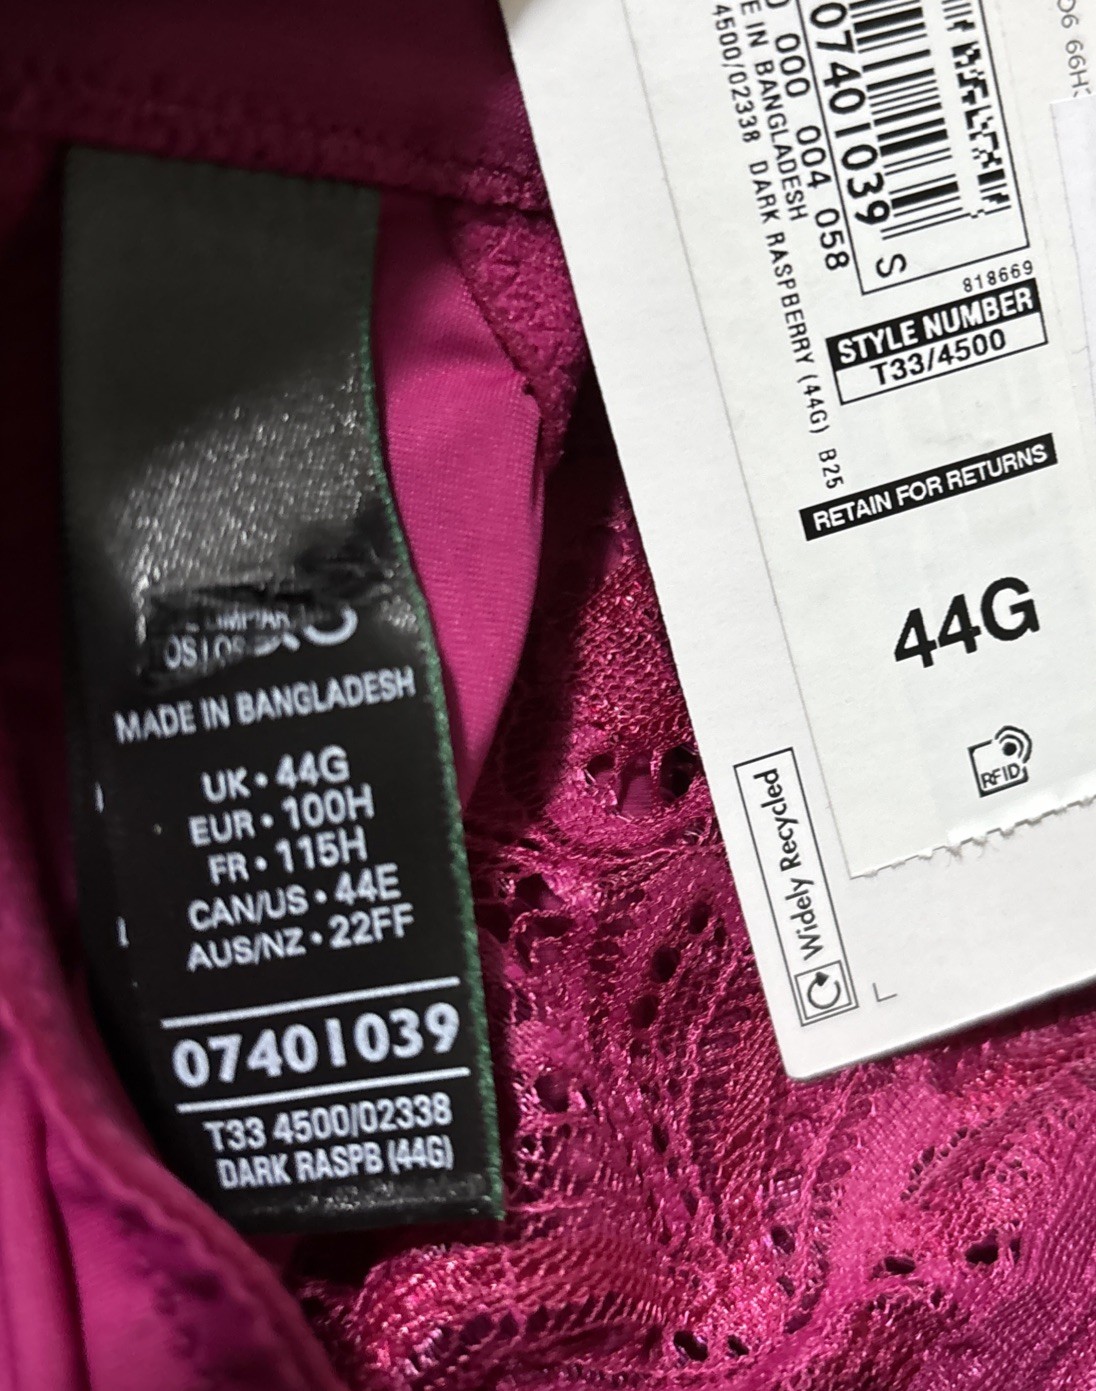 MADE IN BANGLADESH
UK • 44G
EUR • 100H
FR • 115H
CAN/US • 44E
AUS/NZ • 22FF
07401039
T33 4500/02338
DARK RASPB (44G)
07401039 S
000 004 058
E IN BANGLADESH
4500/02338 DARK RASPBERRY (44G) B25
818669
STYLE NUMBER
T33/4500
RETAIN FOR RETURNS
44G
RFID
Widely Recycled